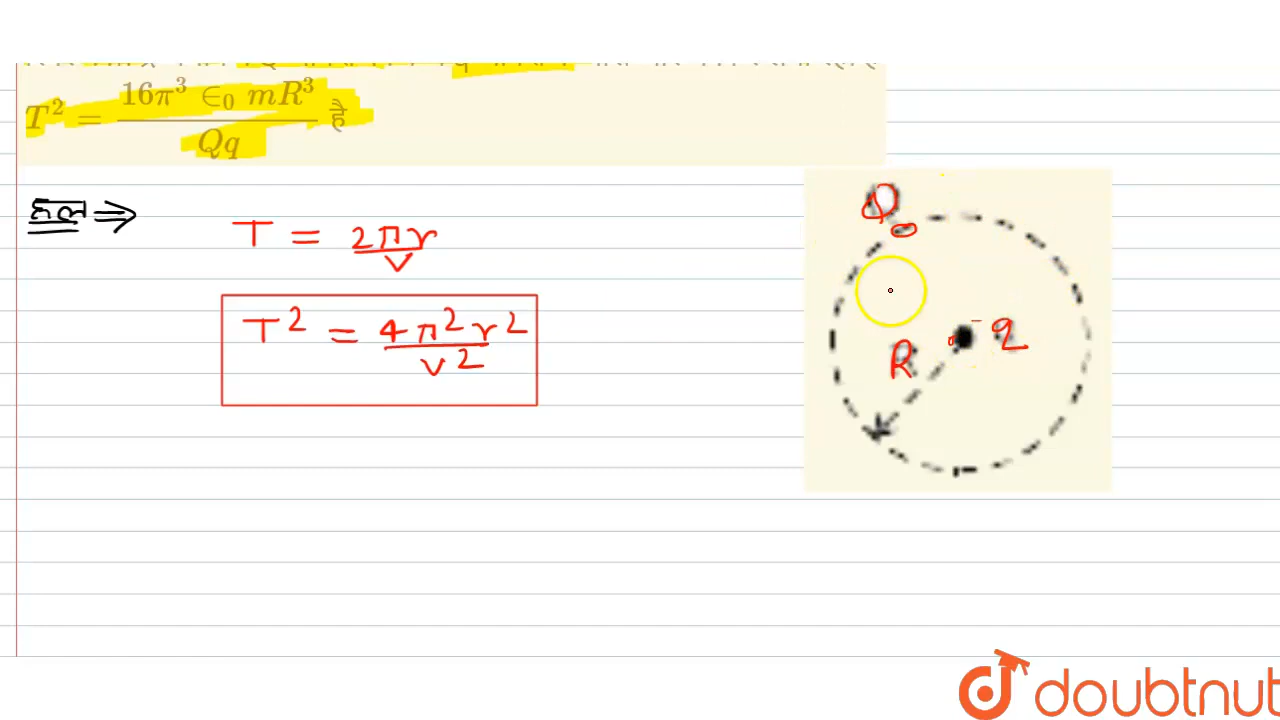 T² = 16π³ ∈₀ mR³ / Qq है
हल ⇒
T = 2πr / v
T² = 4π²r² / v²
Q
R
- q
doubtnut